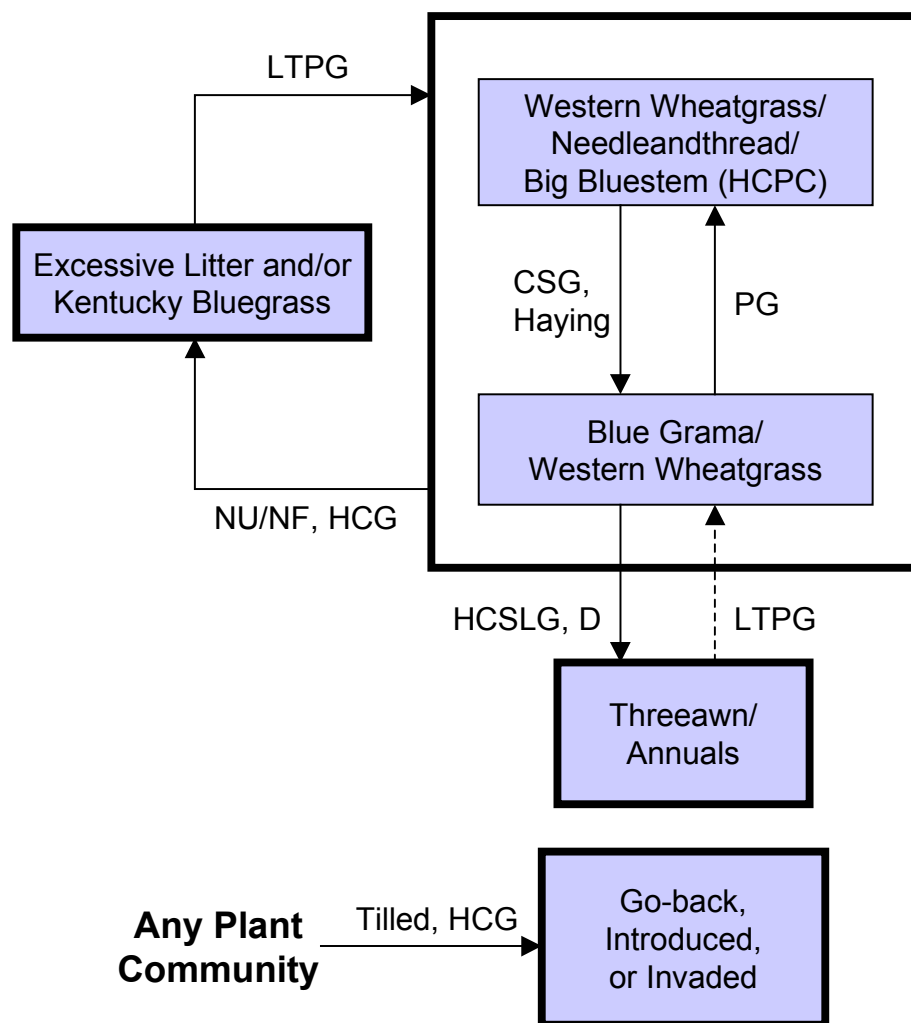 LTPG
Western Wheatgrass/
Needleandthread/
Big Bluestem (HCPC)
Excessive Litter and/or
Kentucky Bluegrass
CSG,
Haying
PG
Blue Grama/
Western Wheatgrass
NU/NF, HCG
HCSLG, D
LTPG
Threeawn/
Annuals
Any Plant
Community
Tilled, HCG
Go-back,
Introduced,
or Invaded